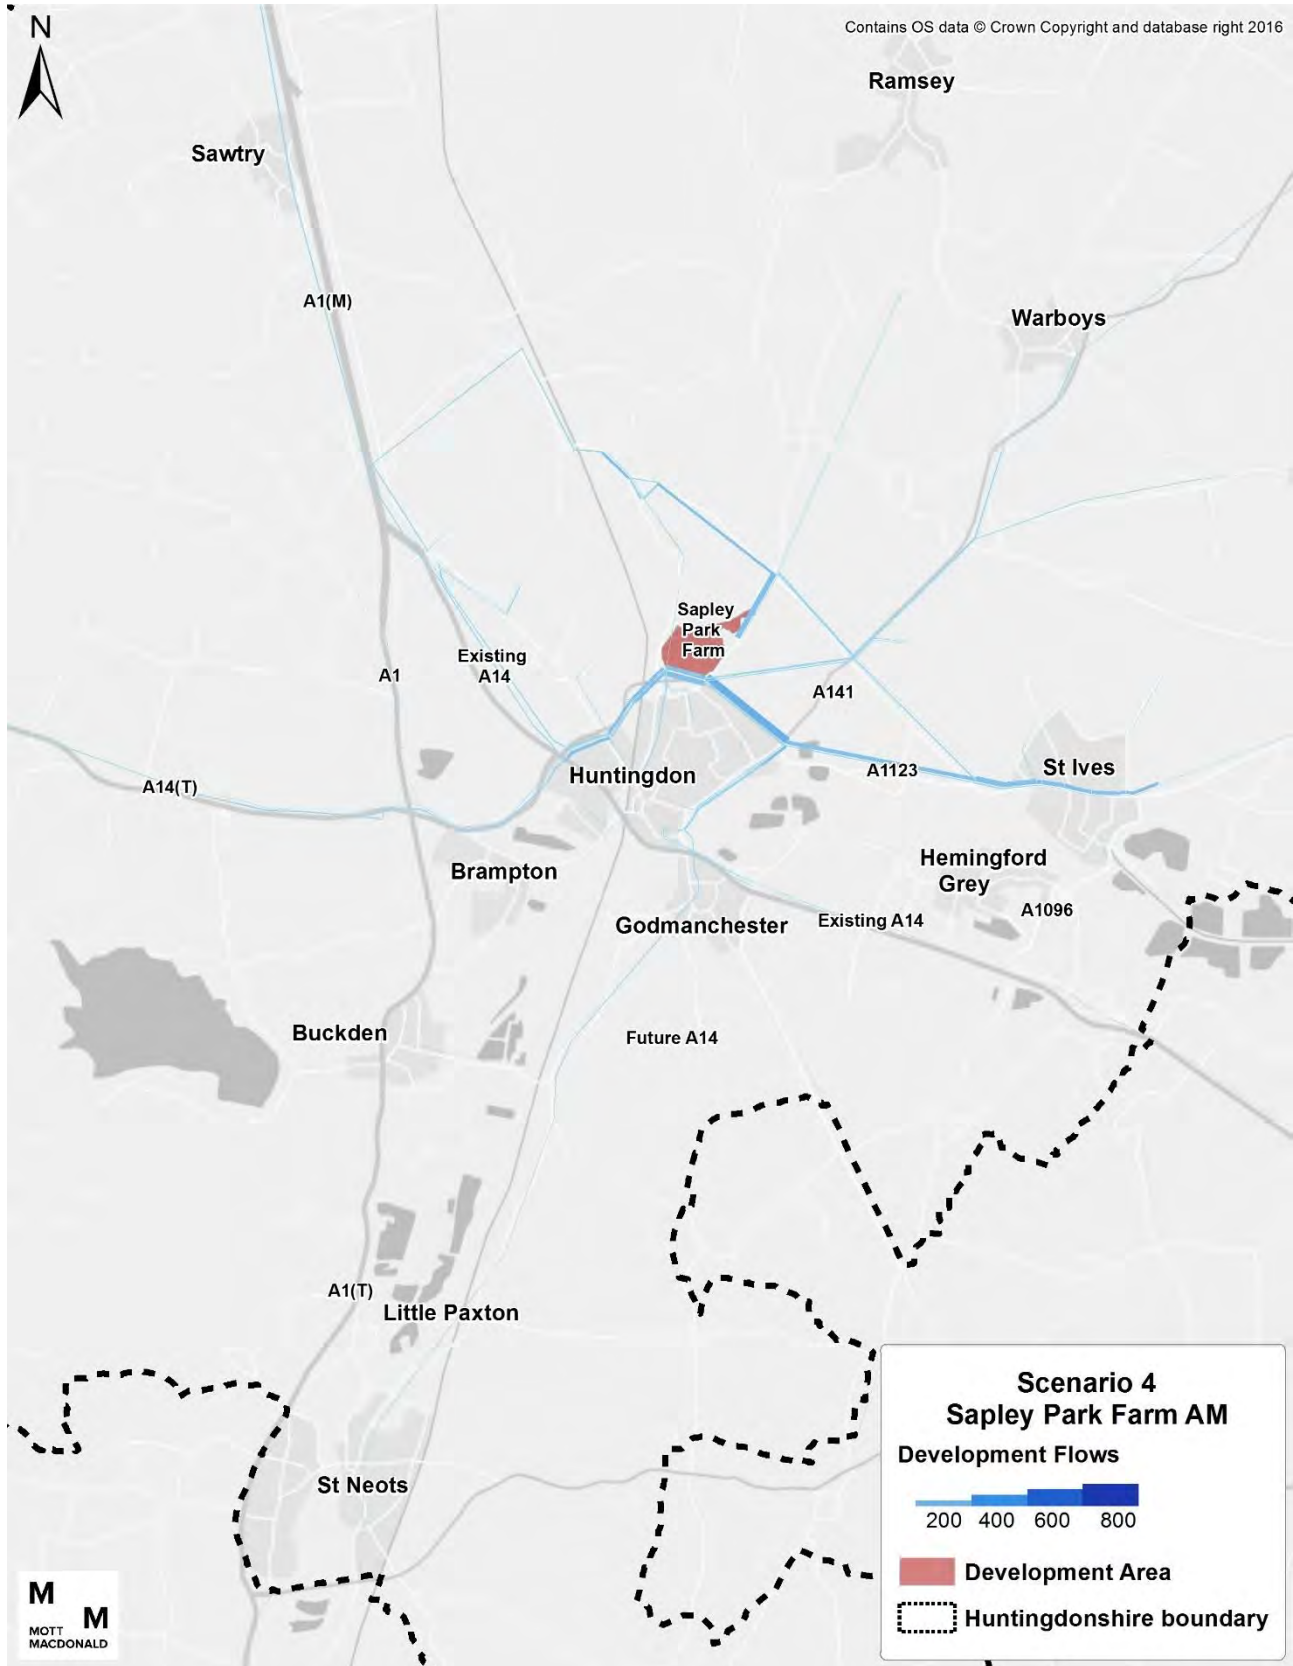 N
Contains OS data © Crown Copyright and database right 2016
Ramsey
Sawtry
A1(M)
Warboys
Sapley
Park
Farm
Existing
A14
A1
A141
A14(T)
Huntingdon
A1123
St Ives
Brampton
Hemingford
Grey
A1096
Godmanchester
Existing A14
Buckden
Future A14
A1(T)
Little Paxton
St Neots
Scenario 4
Sapley Park Farm AM
Development Flows
200 400 600 800
Development Area
Huntingdonshire boundary
M
M
MOTT
MACDONALD